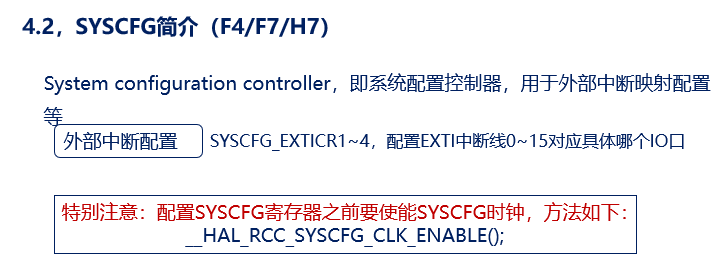 4.2，SYSCFG简介（F4/F7/H7）
System configuration controller，即系统配置控制器，用于外部中断映射配置
等
外部中断配置 SYSCFG_EXTICR1~4，配置EXTI中断线0~15对应具体哪个IO口
特别注意：配置SYSCFG寄存器之前要使能SYSCFG时钟，方法如下：
__HAL_RCC_SYSCFG_CLK_ENABLE();